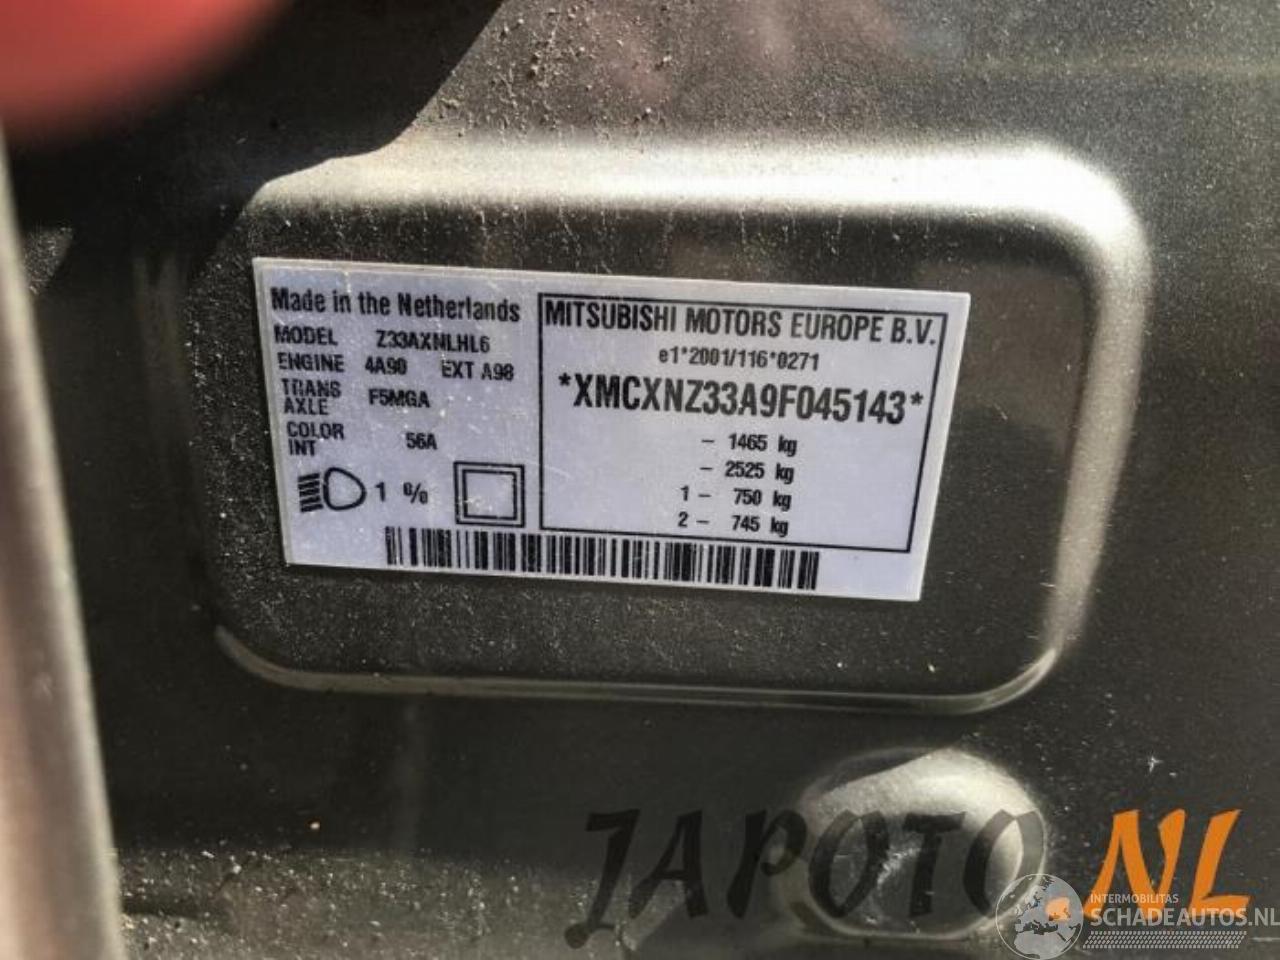 Made in the Netherlands
MODEL Z33AXNLHL6
ENGINE 4A90 EXT A98
TRANS AXLE F5MGA
COLOR INT 56A
1 %
MITSUBISHI MOTORS EUROPE B.V.
e1*2001/116*0271
*XMCXNZ33A9F045143*
- 1465 kg
- 2525 kg
1 - 750 kg
2 - 745 kg
JAPOTO.NL
INTERMOBILITAS
SCHADEAUTOS.NL